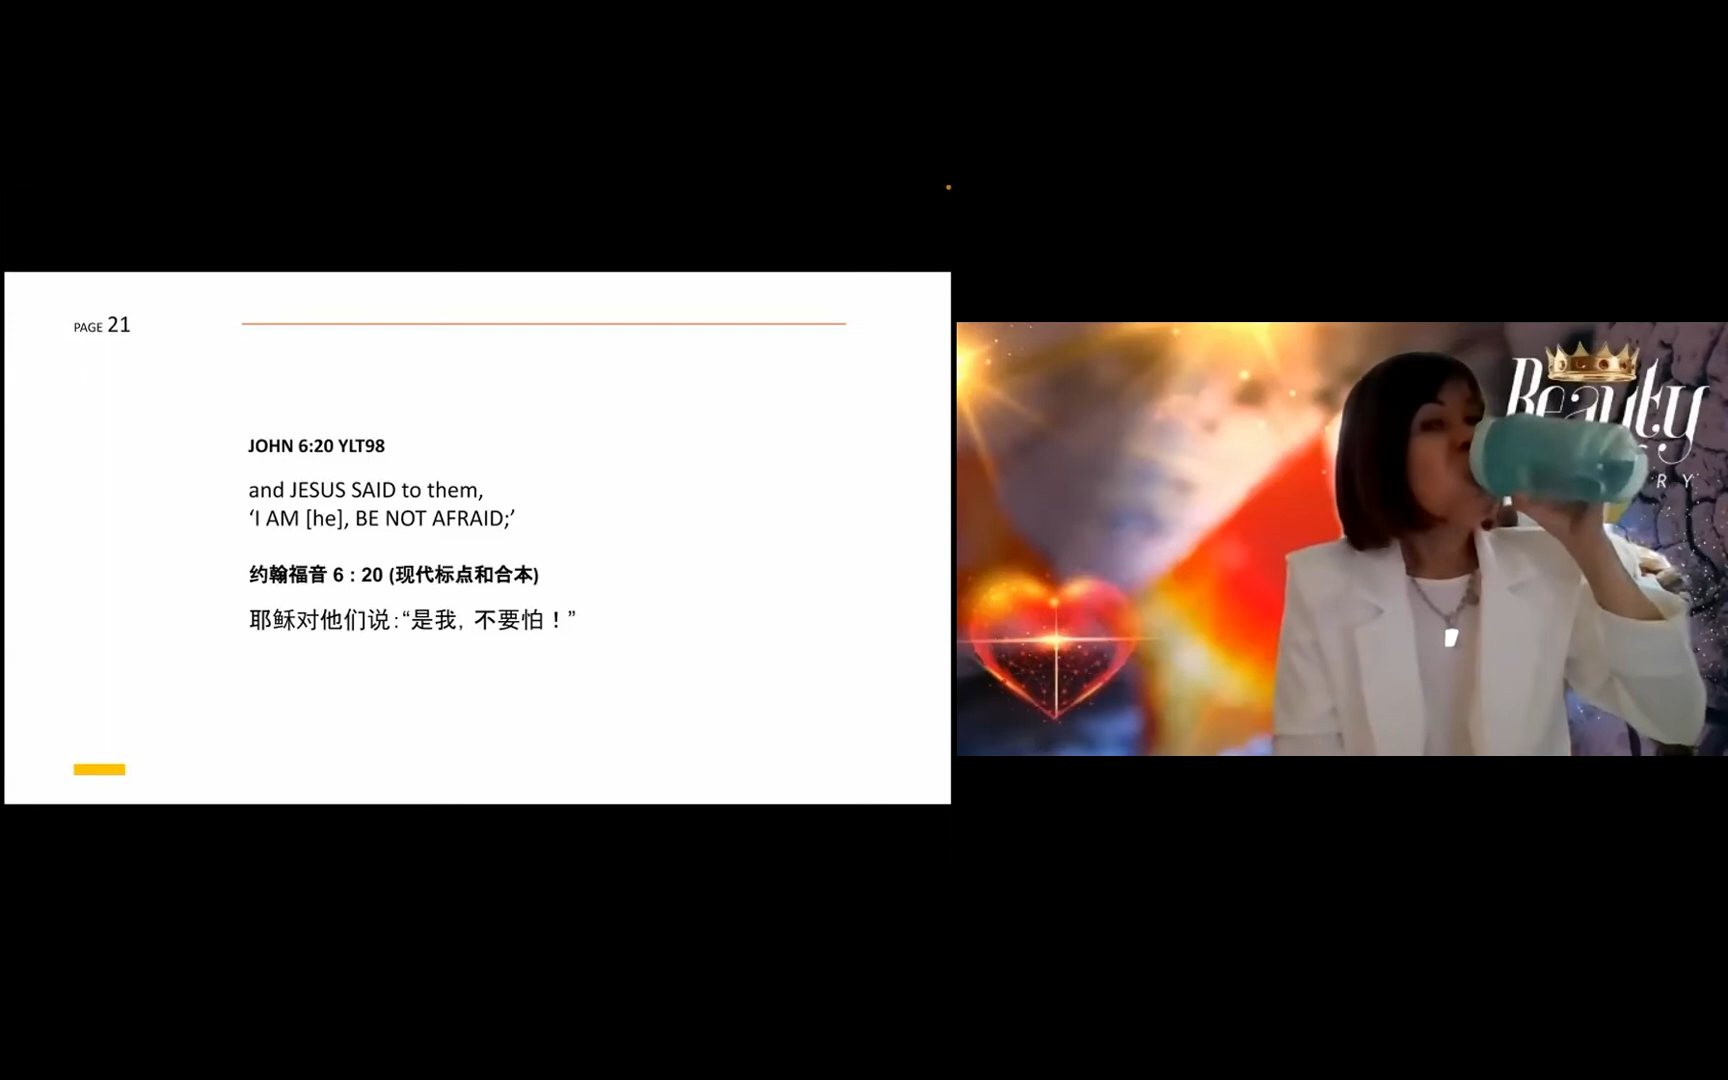 PAGE 21
JOHN 6:20 YLT98
and JESUS SAID to them,
‘I AM [he], BE NOT AFRAID;’
约翰福音 6 : 20 (现代标点和合本)
耶稣对他们说：“是我，不要怕！”
Beauty
R Y